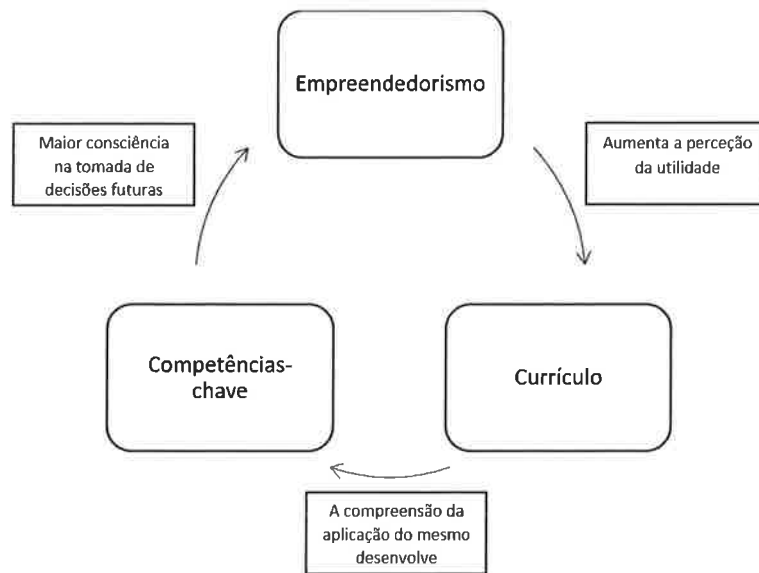 Empreendedorismo
Maior consciência
na tomada de
decisões futuras
Aumenta a perceção
da utilidade
Competências-
chave
Currículo
A compreensão da
aplicação do mesmo
desenvolve